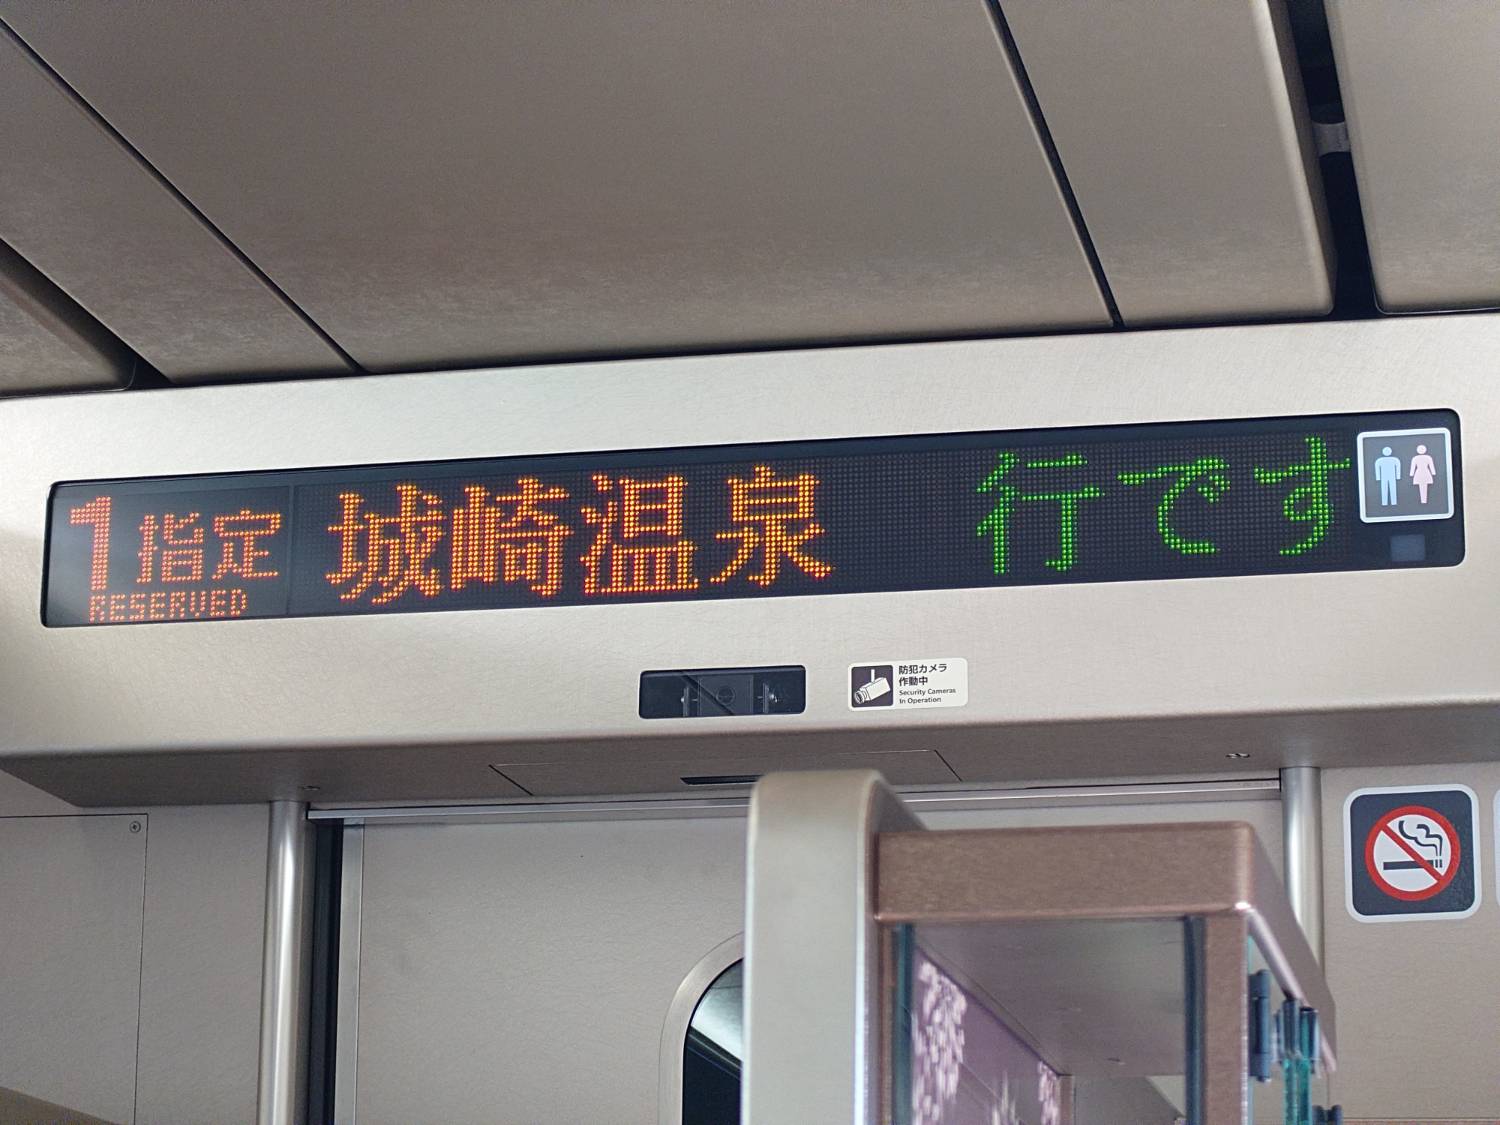 1 指定 城崎温泉 行です
RESERVED
防犯カメラ
作動中
Security Cameras
In Operation